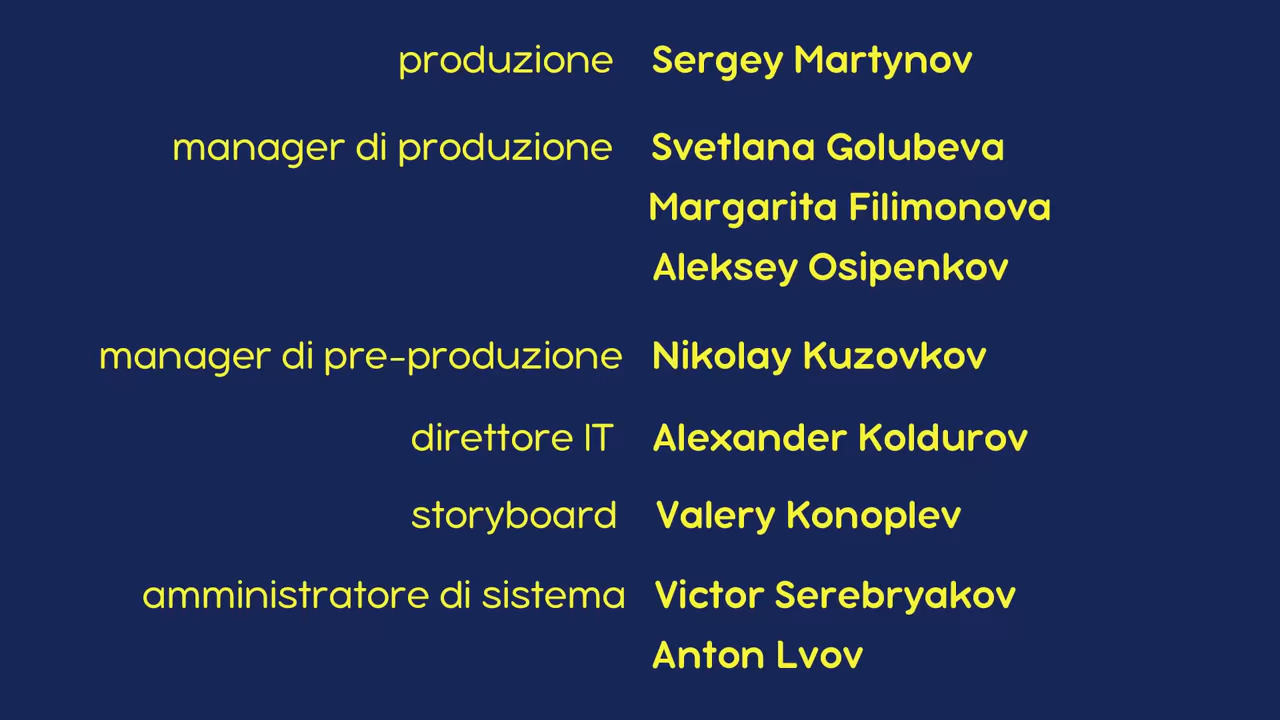 produzione Sergey Martynov
manager di produzione Svetlana Golubeva
Margarita Filimonova
Aleksey Osipenkov
manager di pre-produzione Nikolay Kuzovkov
direttore IT Alexander Koldurov
storyboard Valery Konoplev
amministratore di sistema Victor Serebryakov
Anton Lvov